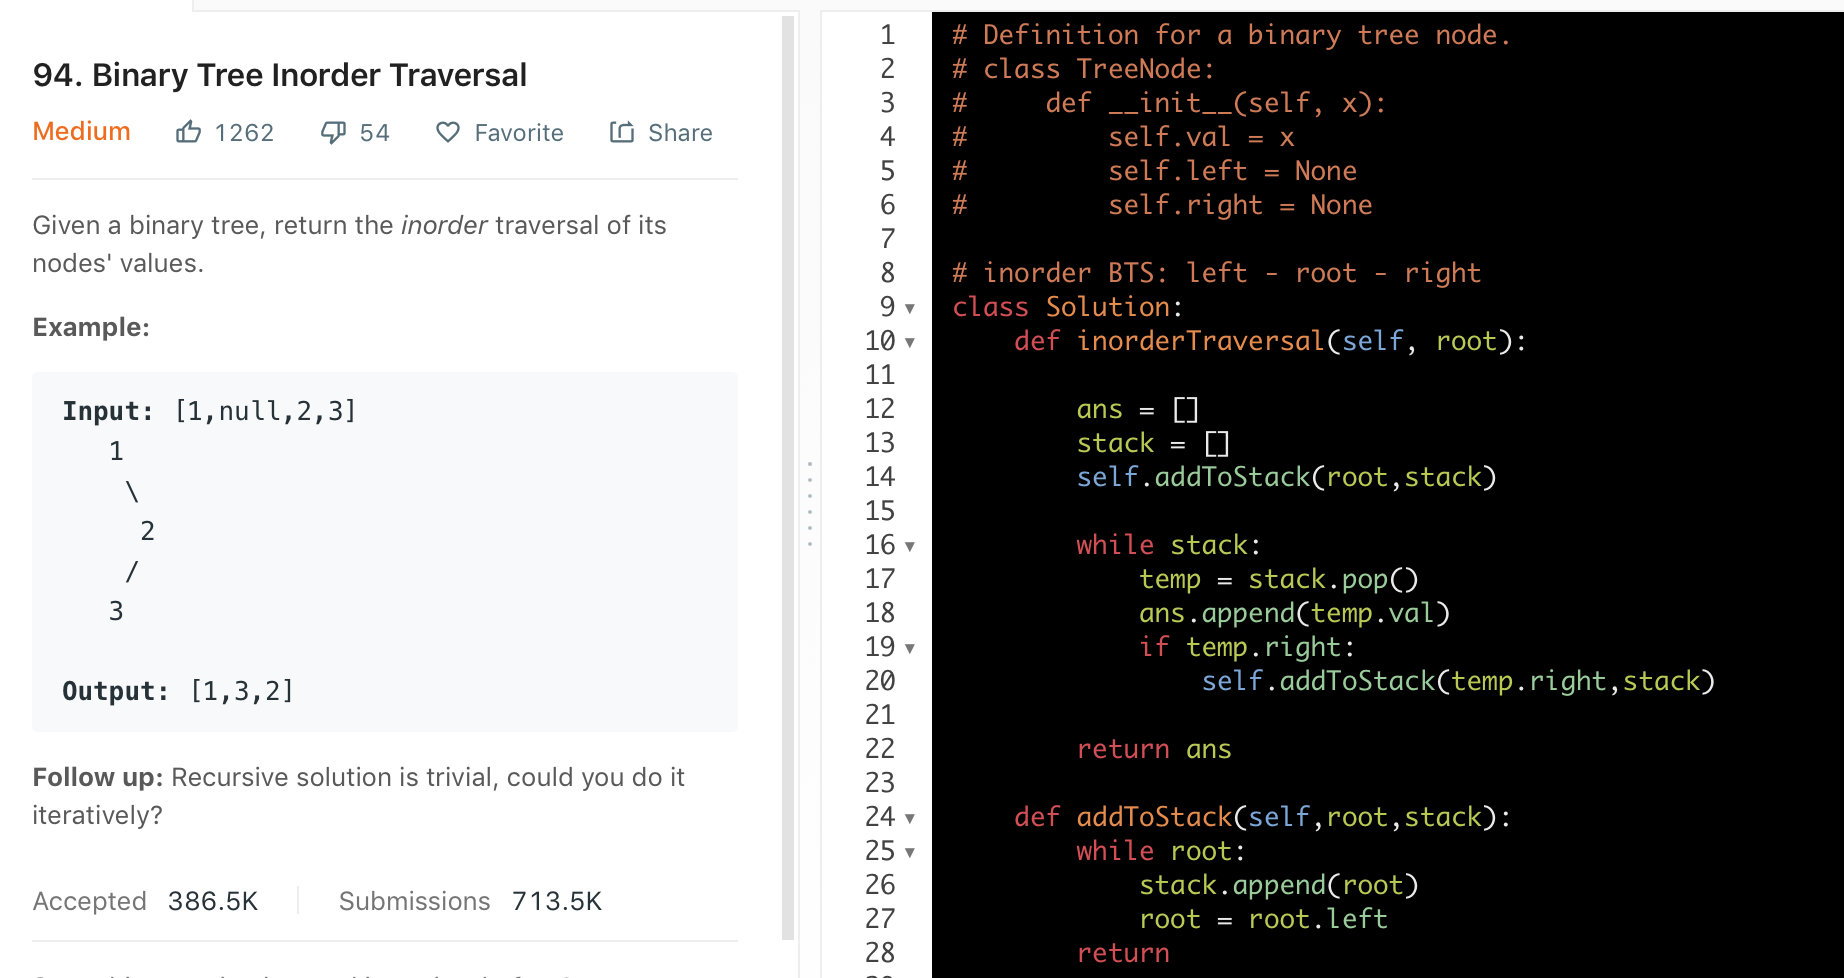 94. Binary Tree Inorder Traversal
Medium 1262 54 Favorite Share
Given a binary tree, return the inorder traversal of its
nodes' values.
Example:
Input: [1,null,2,3]
   1
    \
     2
    /
   3
Output: [1,3,2]
Follow up: Recursive solution is trivial, could you do it
iteratively?
Accepted 386.5K Submissions 713.5K
1 # Definition for a binary tree node.
2 # class TreeNode:
3 #     def __init__(self, x):
4 #         self.val = x
5 #         self.left = None
6 #         self.right = None
7
8 # inorder BTS: left - root - right
9 class Solution:
10     def inorderTraversal(self, root):
11
12         ans = []
13         stack = []
14         self.addToStack(root,stack)
15
16         while stack:
17             temp = stack.pop()
18             ans.append(temp.val)
19             if temp.right:
20                 self.addToStack(temp.right,stack)
21
22         return ans
23
24     def addToStack(self,root,stack):
25         while root:
26             stack.append(root)
27             root = root.left
28         return